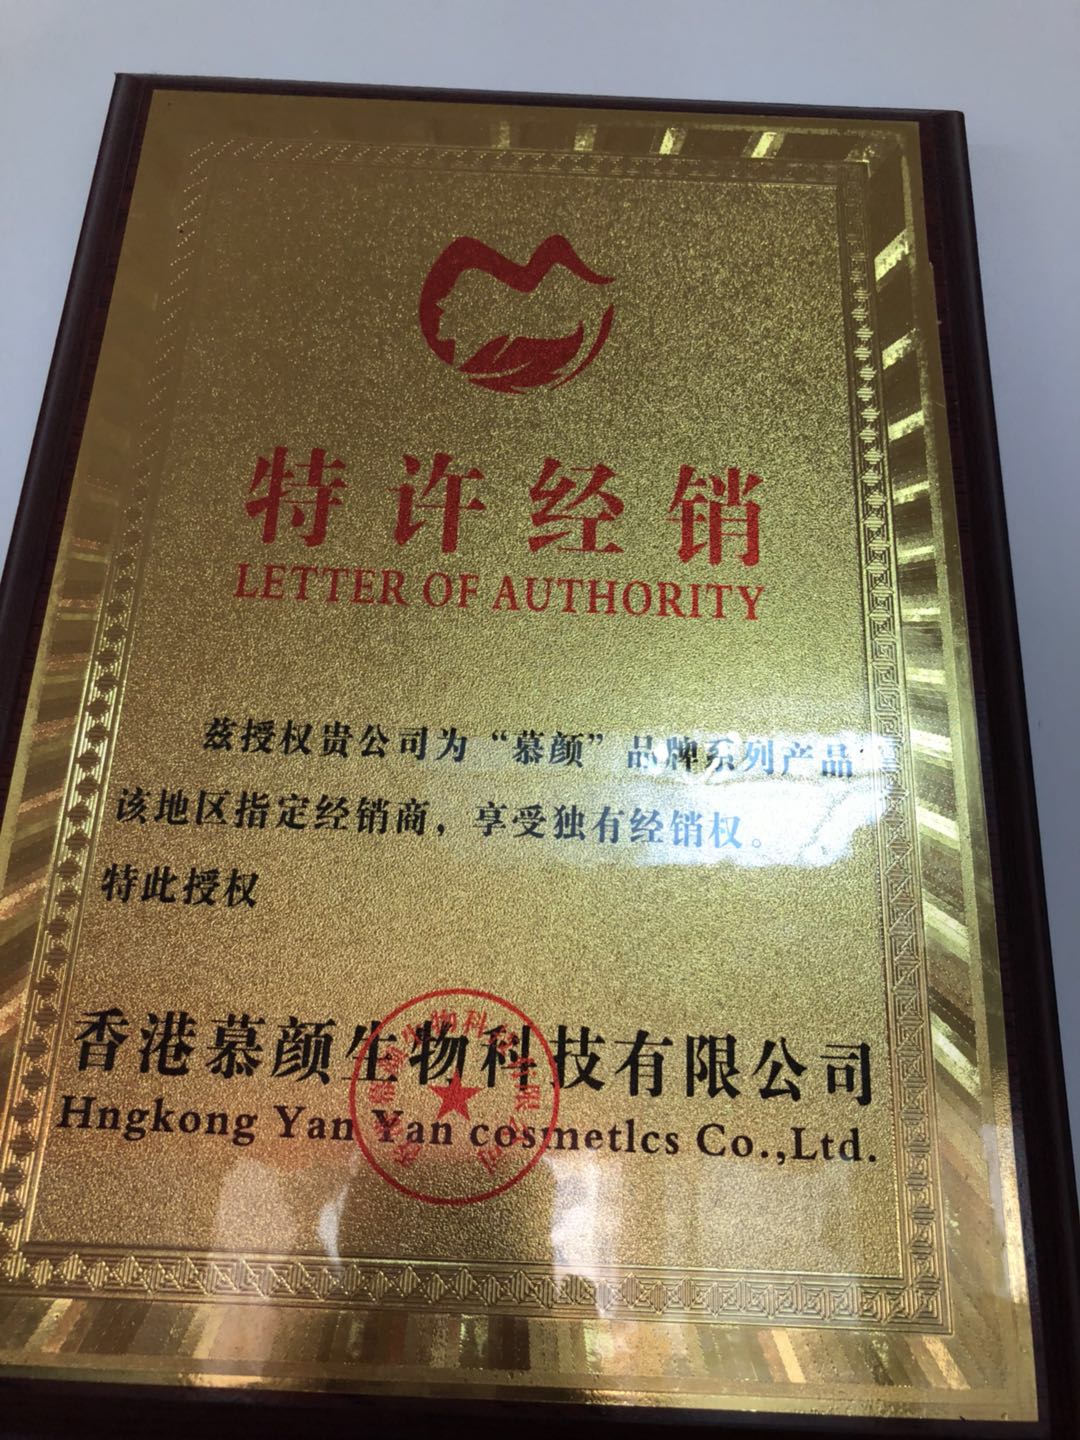 特许经销
LETTER OF AUTHORITY
兹授权贵公司为“慕颜”品牌系列产品
该地区指定经销商，享受独有经销权。
特此授权
香港慕颜生物科技有限公司
Hngkong Yan Yan cosmetlcs Co.,Ltd.